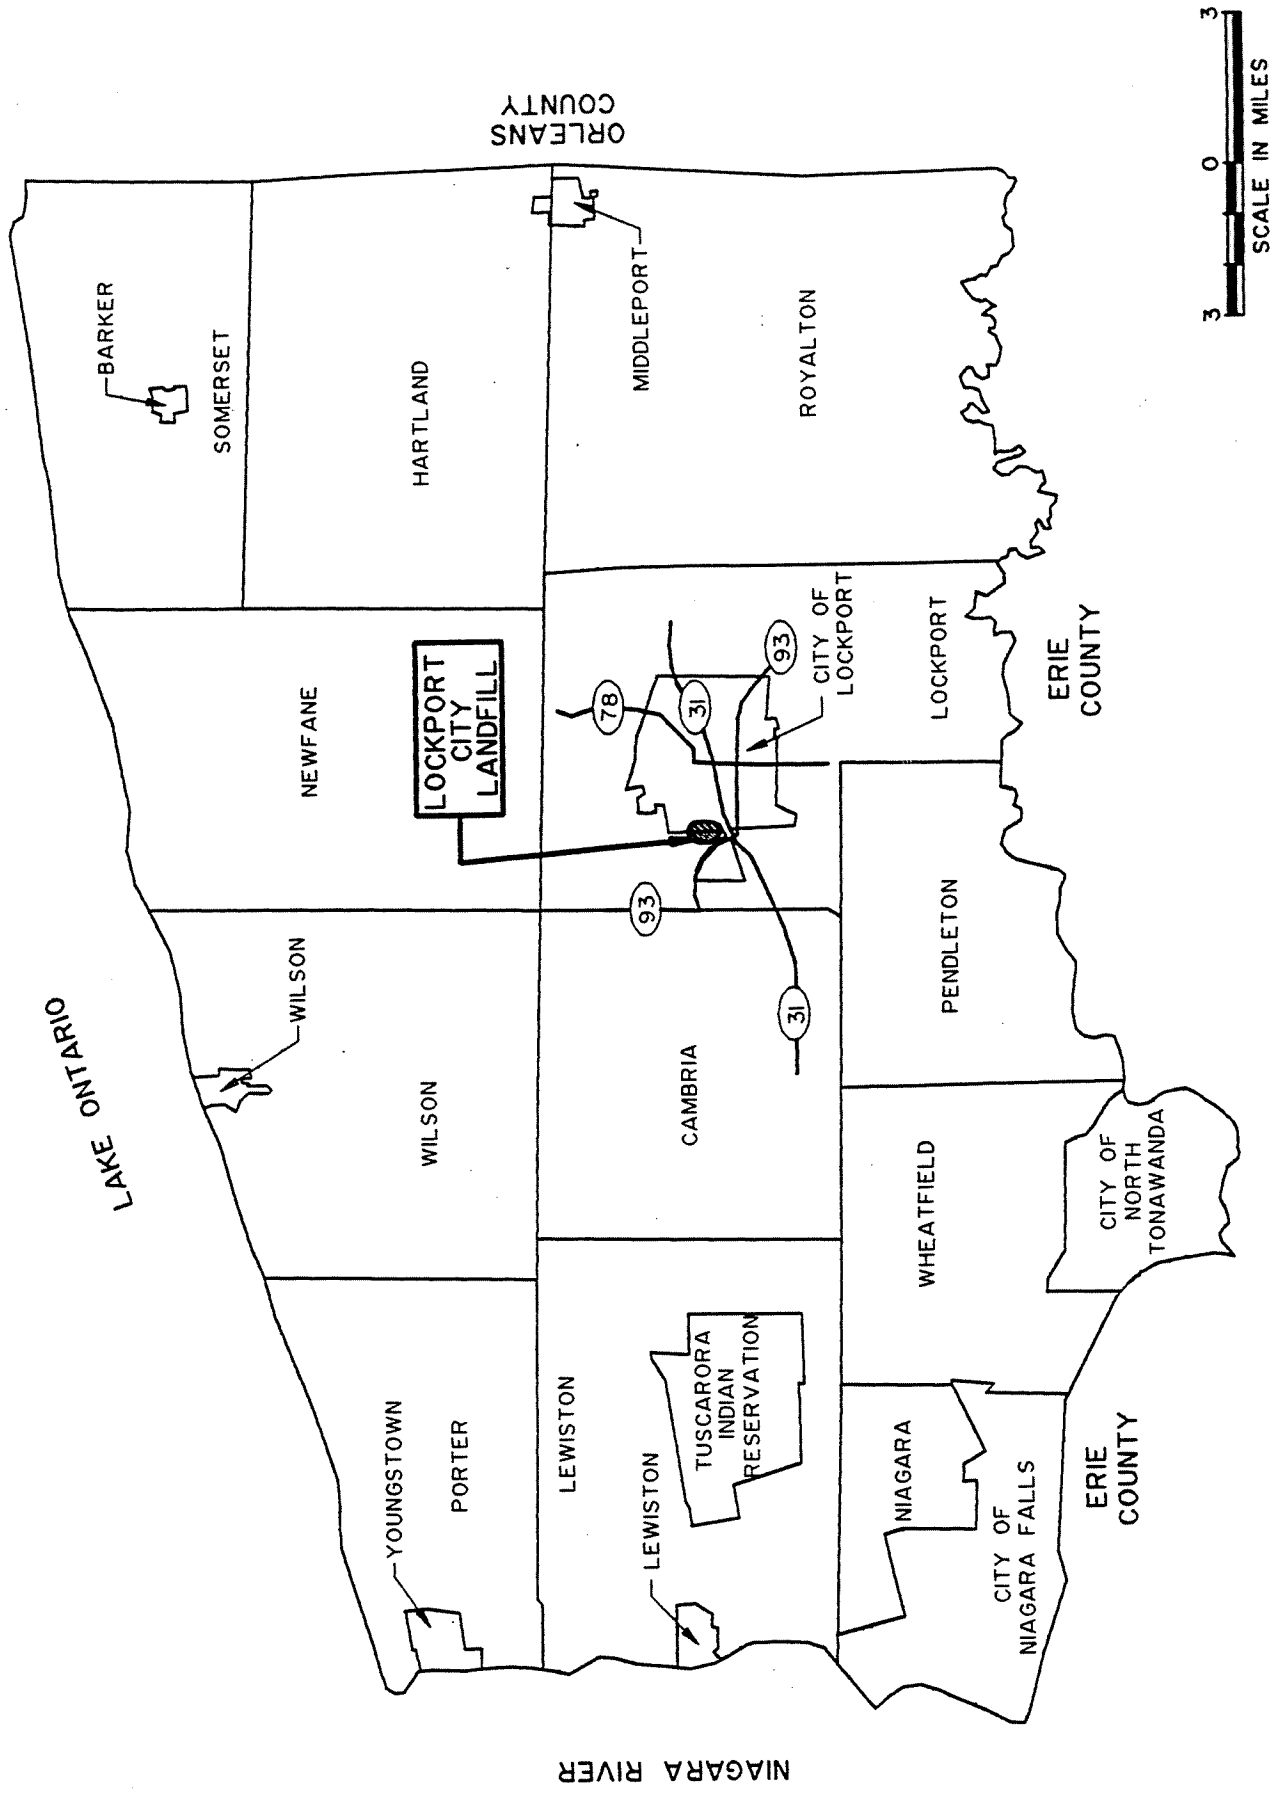 LAKE ONTARIO
NIAGARA RIVER
ORLEANS
COUNTY
YOUNGSTOWN
PORTER
WILSON
WILSON
NEWFANE
BARKER
SOMERSET
HARTLAND
LOCKPORT
CITY
LANDFILL
LEWISTON
LEWISTON
TUSCARORA
INDIAN
RESERVATION
CAMBRIA
93
31
78
31
93
CITY OF
LOCKPORT
LOCKPORT
MIDDLEPORT
ROYALTON
NIAGARA
CITY OF
NIAGARA FALLS
WHEATFIELD
CITY OF
NORTH
TONAWANDA
PENDLETON
ERIE
COUNTY
ERIE
COUNTY
3 0 3
SCALE IN MILES